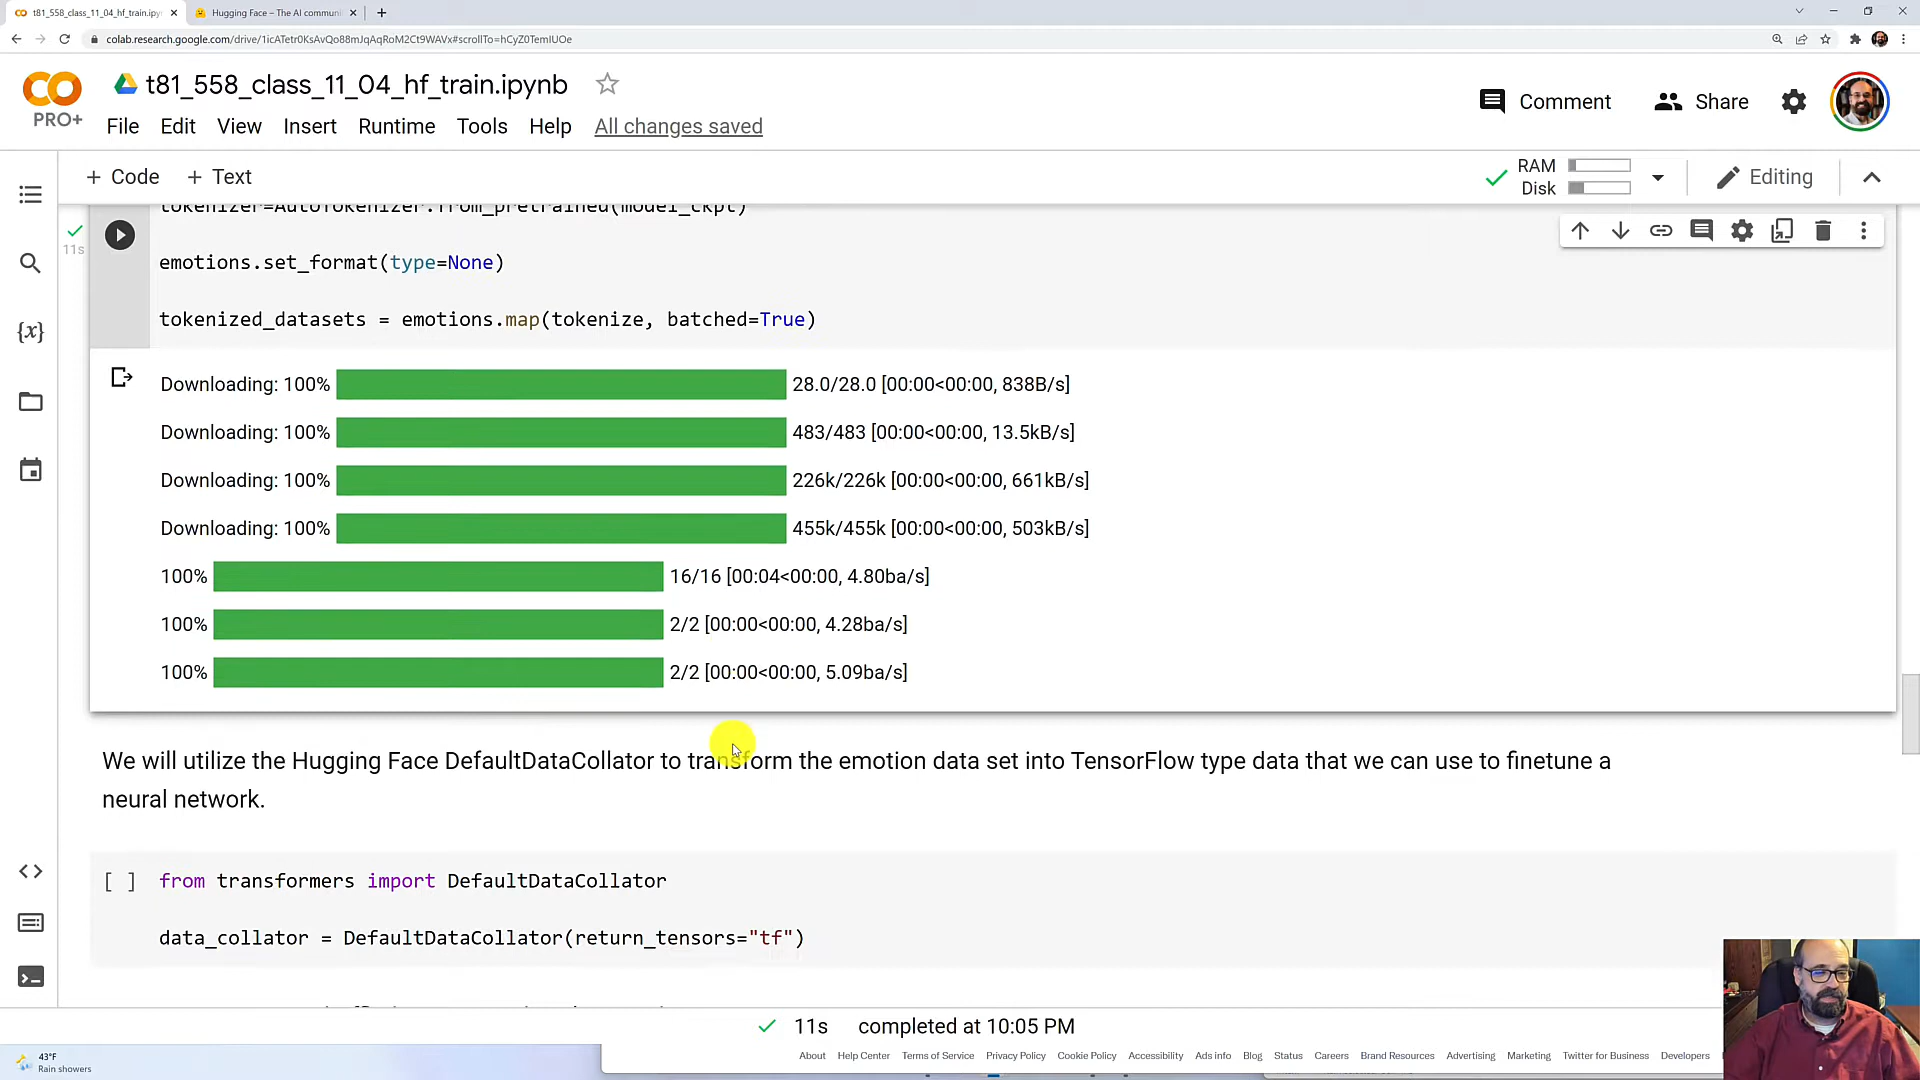 t81_558_class_11_04_hf_train.ipyn
Hugging Face – The AI communi
colab.research.google.com/drive/1icATetr0KsAvQo88mJqAqRoM2Ct9WAVx#scrollTo=hCyZ0TemIUOe
CO
PRO+
t81_558_class_11_04_hf_train.ipynb
Comment
Share
File Edit View Insert Runtime Tools Help All changes saved
+ Code + Text
RAM
Disk
Editing
tokenizer=AutoTokenizer.from_pretrained(model_ckpt)
11s
emotions.set_format(type=None)
tokenized_datasets = emotions.map(tokenize, batched=True)
Downloading: 100% 28.0/28.0 [00:00<00:00, 838B/s]
Downloading: 100% 483/483 [00:00<00:00, 13.5kB/s]
Downloading: 100% 226k/226k [00:00<00:00, 661kB/s]
Downloading: 100% 455k/455k [00:00<00:00, 503kB/s]
100% 16/16 [00:04<00:00, 4.80ba/s]
100% 2/2 [00:00<00:00, 4.28ba/s]
100% 2/2 [00:00<00:00, 5.09ba/s]
We will utilize the Hugging Face DefaultDataCollator to transform the emotion data set into TensorFlow type data that we can use to finetune a
neural network.
[ ] from transformers import DefaultDataCollator
data_collator = DefaultDataCollator(return_tensors="tf")
11s completed at 10:05 PM
43°F
Rain showers
About Help Center Terms of Service Privacy Policy Cookie Policy Accessibility Ads info Blog Status Careers Brand Resources Advertising Marketing Twitter for Business Developers